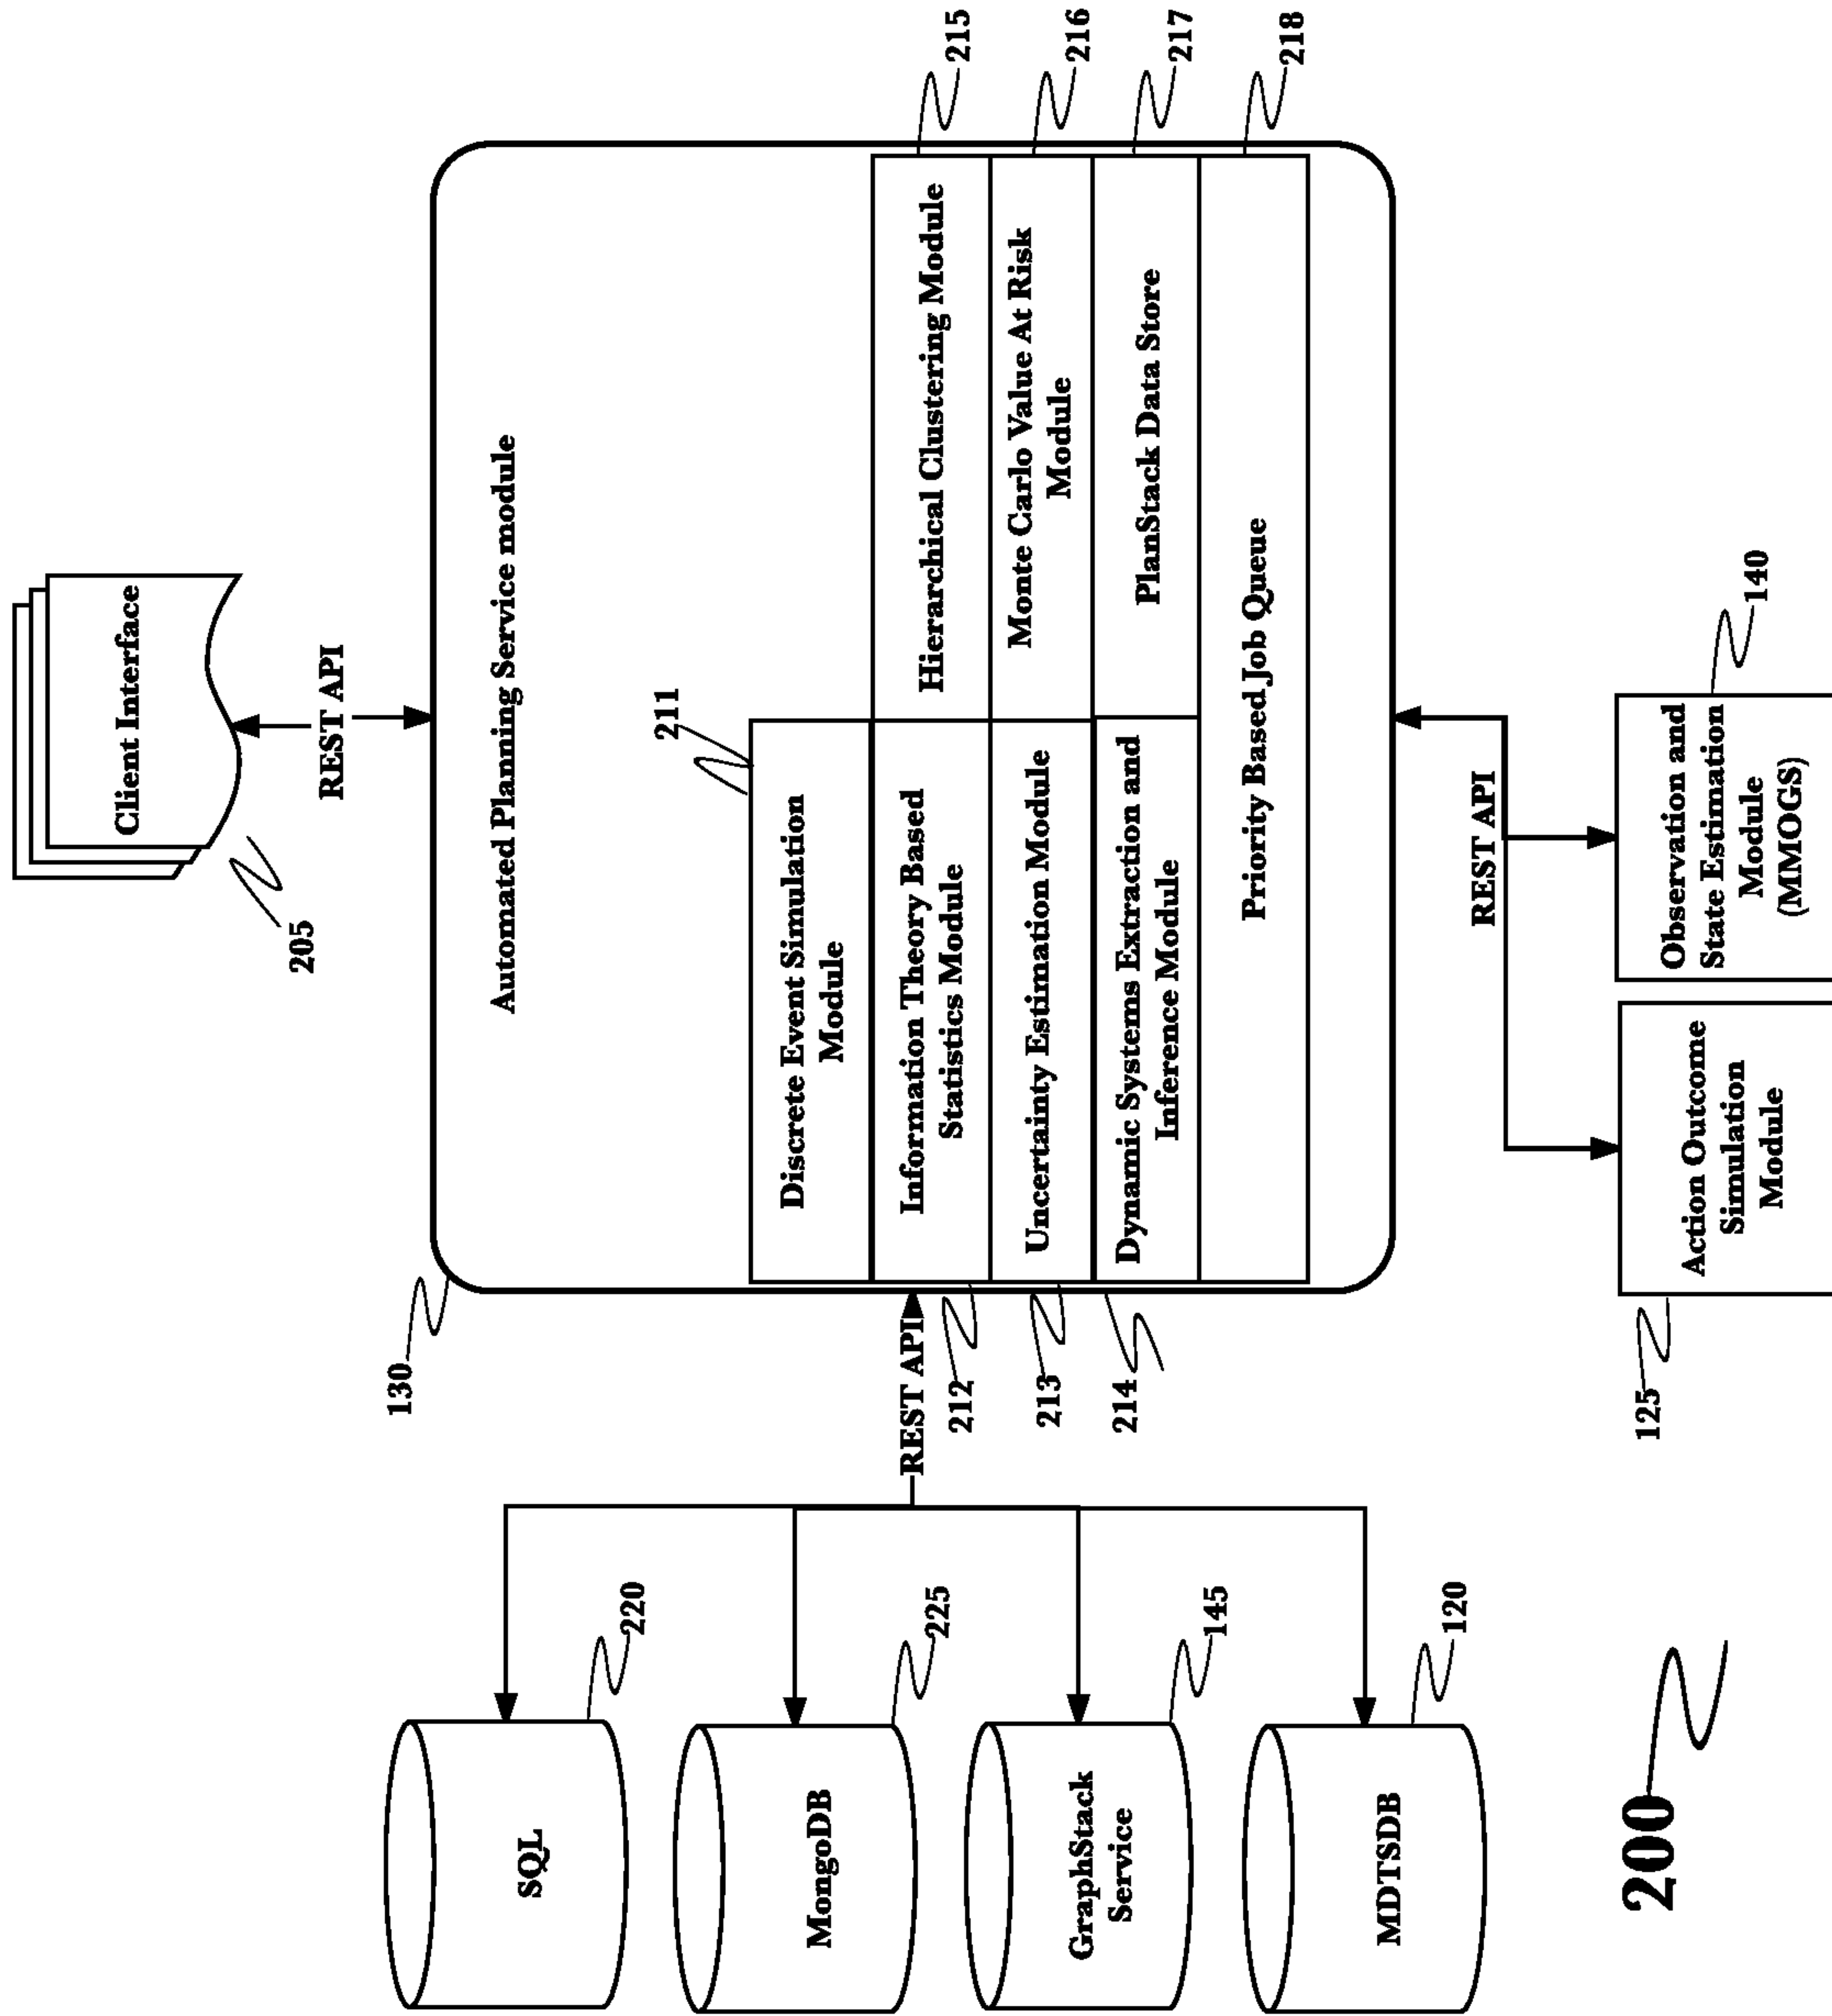 Client Interface
205
REST API
130
Automated Planning Service module
211
Discrete Event Simulation
Module
Information Theory Based
Statistics Module
Hierarchical Clustering Module
215
Uncertainty Estimation Module
Monte Carlo Value At Risk
Module
216
Dynamic Systems Extraction and
Inference Module
PlanStack Data Store
217
Priority Based Job Queue
218
REST API
212
213
214
SQL
220
MongoDB
225
GraphStack
Service
145
MDTSDB
120
REST API
125
Action Outcome
Simulation
Module
Observation and
State Estimation
Module
(MMOGS)
140
200